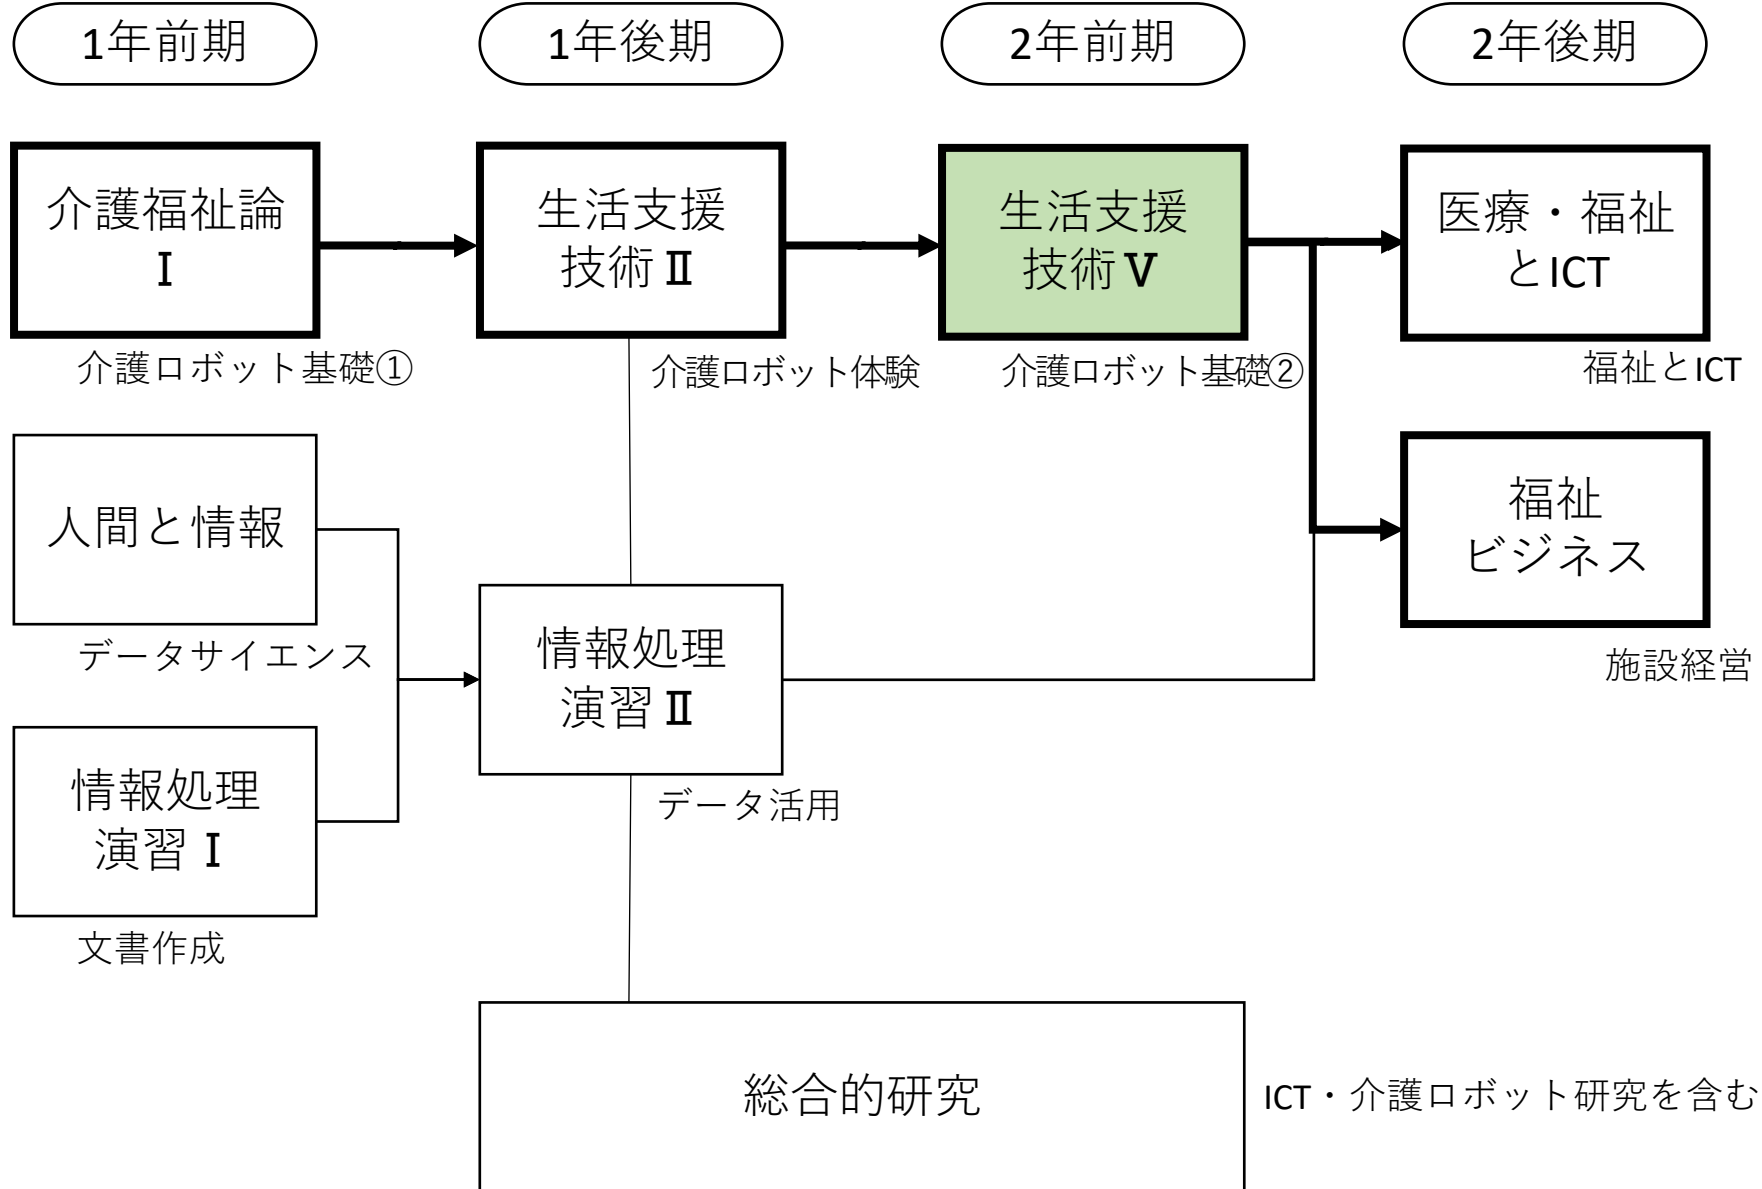 1年前期
1年後期
2年前期
2年後期
介護福祉論
Ⅰ
生活支援
技術Ⅱ
生活支援
技術Ⅴ
医療・福祉
とICT
介護ロボット基礎①
介護ロボット体験
介護ロボット基礎②
福祉とICT
人間と情報
福祉
ビジネス
データサイエンス
情報処理
演習Ⅱ
施設経営
情報処理
演習Ⅰ
データ活用
文書作成
総合的研究
ICT・介護ロボット研究を含む